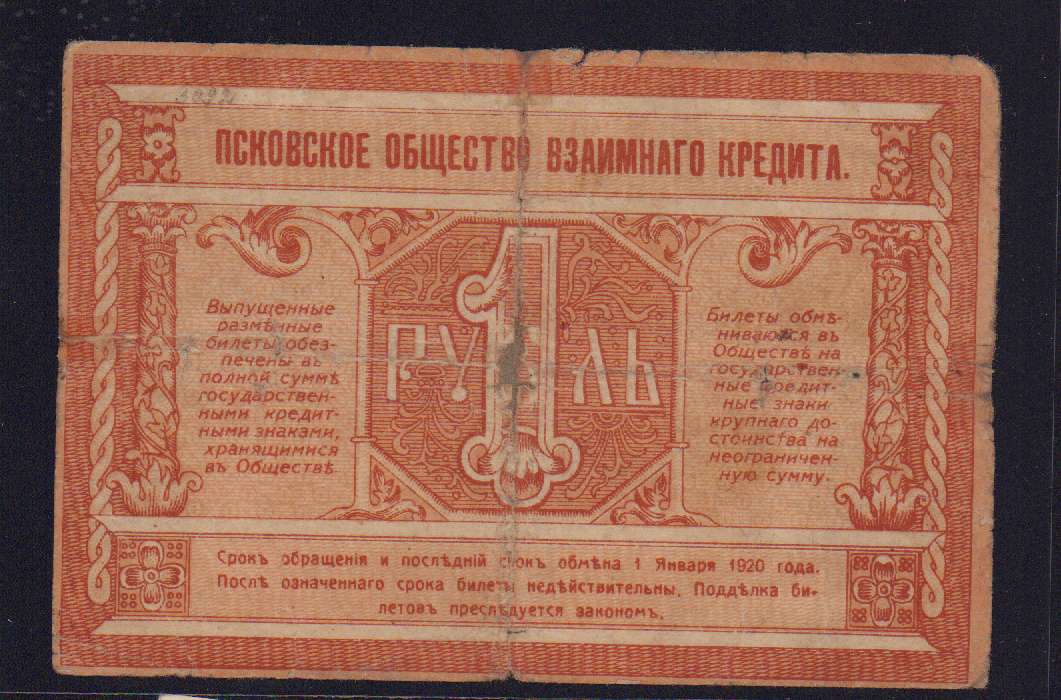 ПСКОВСКОЕ ОБЩЕСТВО ВЗАИМНАГО КРЕДИТА.
Выпущенные
размѣнные
билеты обез-
печены въ
полной суммѣ
государствен-
ными кредит-
ными знаками,
хранящимися
въ Обществѣ
1
РУБЛЬ
Билеты обмѣ-
ниваются въ
Обществѣ на
государствен-
ные кредит-
ные знаки
крупнаго до-
стоинства на
неограничен-
ную сумму.
Срокъ обращенія и послѣдній срокъ обмѣна 1 Января 1920 года.
Послѣ означеннаго срока билеты недѣйствительны. Поддѣлка би-
летовъ преслѣдуется закономъ.